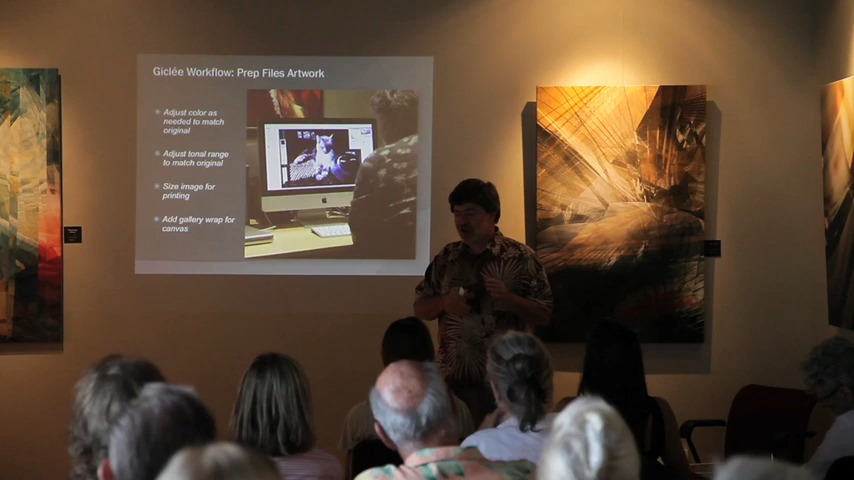 Giclée Workflow: Prep Files Artwork
Adjust color as
needed to match
original
Adjust tonal range
to match original
Size image for
printing
Add gallery wrap for
canvas